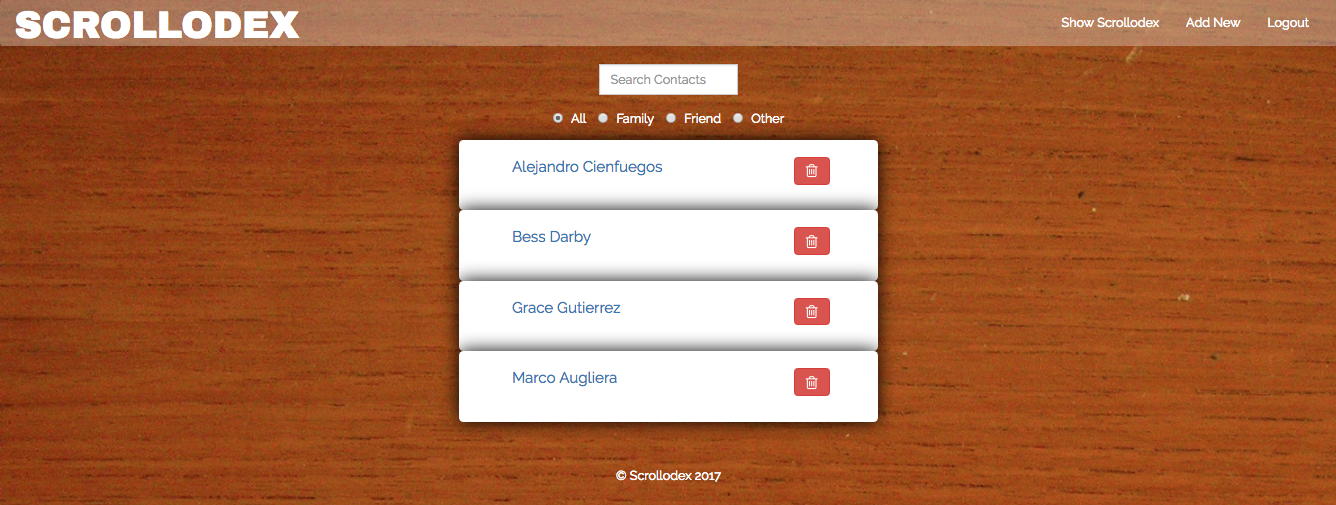 SCROLLODEX
Show Scrollodex Add New Logout
Search Contacts
All Family Friend Other
Alejandro Cienfuegos
Bess Darby
Grace Gutierrez
Marco Augliera
© Scrollodex 2017